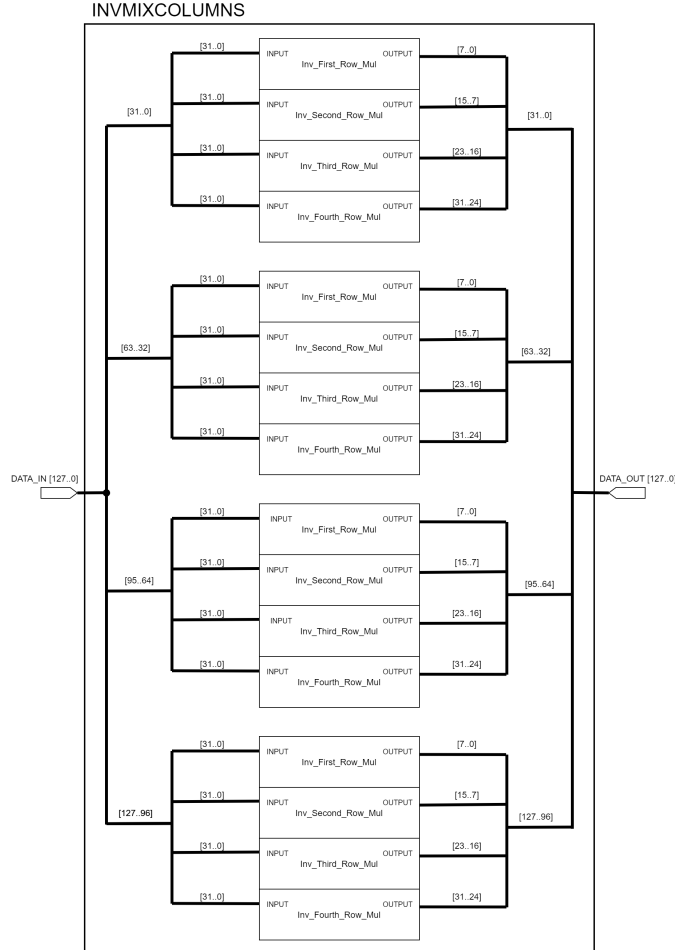 INVMIXCOLUMNS
[31..0] [7..0]
INPUT OUTPUT
Inv_First_Row_Mul
[31..0] [15..7]
[31..0] [31..0]
INPUT OUTPUT
Inv_Second_Row_Mul
[31..0] [23..16]
INPUT OUTPUT
Inv_Third_Row_Mul
[31..0] [31..24]
INPUT OUTPUT
Inv_Fourth_Row_Mul
[31..0] [7..0]
INPUT OUTPUT
Inv_First_Row_Mul
[31..0] [15..7]
INPUT OUTPUT
Inv_Second_Row_Mul
[63..32] [63..32]
[31..0] [23..16]
INPUT OUTPUT
Inv_Third_Row_Mul
[31..0] [31..24]
INPUT OUTPUT
Inv_Fourth_Row_Mul
DATA_IN [127..0] DATA_OUT [127..0]
[31..0] [7..0]
INPUT OUTPUT
Inv_First_Row_Mul
[31..0] [15..7]
INPUT OUTPUT
Inv_Second_Row_Mul
[95..64] [95..64]
[31..0] [23..16]
INPUT OUTPUT
Inv_Third_Row_Mul
[31..0] [31..24]
INPUT OUTPUT
Inv_Fourth_Row_Mul
[31..0] [7..0]
INPUT OUTPUT
Inv_First_Row_Mul
[31..0] [15..7]
INPUT OUTPUT
Inv_Second_Row_Mul
[127..96] [127..96]
[31..0] [23..16]
INPUT OUTPUT
Inv_Third_Row_Mul
[31..0] [31..24]
INPUT OUTPUT
Inv_Fourth_Row_Mul